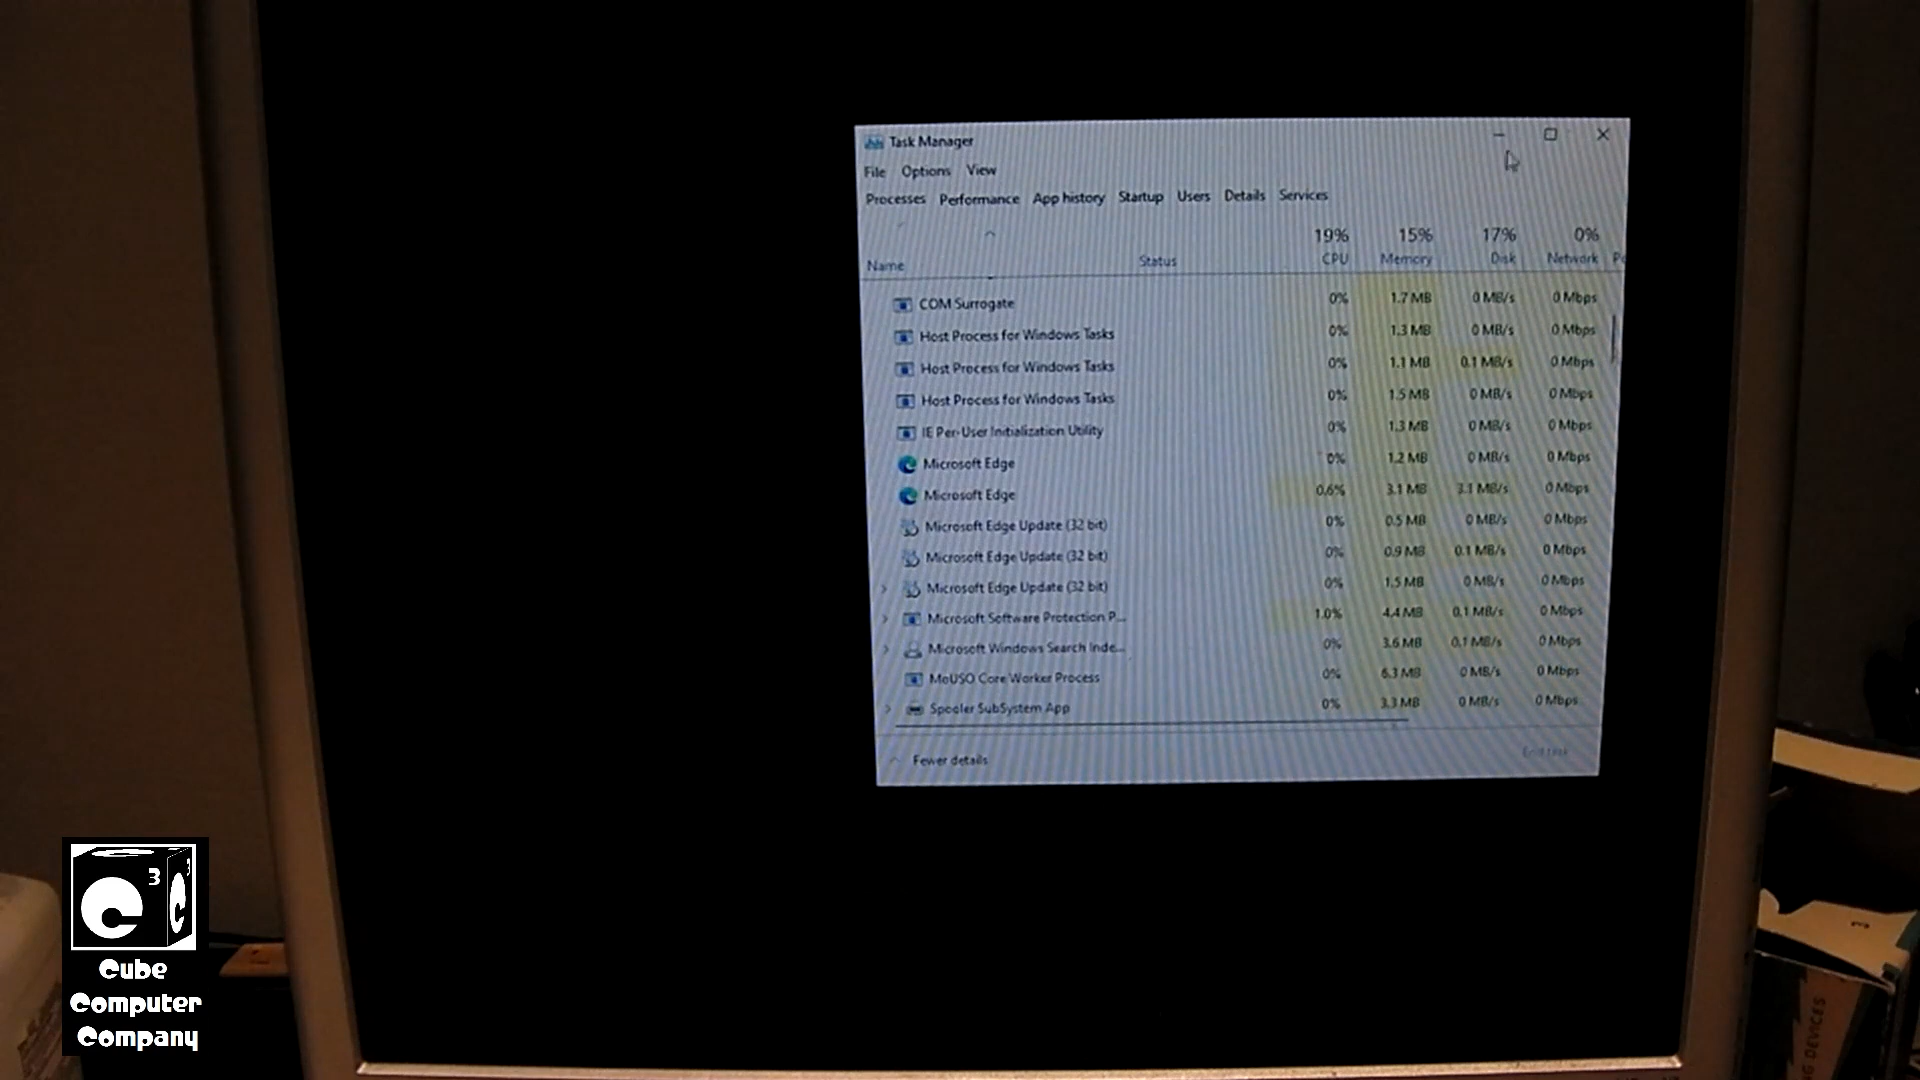 Task Manager
File Options View
Processes Performance App history Startup Users Details Services
19% 15% 17% 0%
Name Status CPU Memory Disk Network
COM Surrogate 0% 1.7 MB 0 MB/s 0 Mbps
Host Process for Windows Tasks 0% 1.3 MB 0 MB/s 0 Mbps
Host Process for Windows Tasks 0% 1.1 MB 0.1 MB/s 0 Mbps
Host Process for Windows Tasks 0% 1.5 MB 0 MB/s 0 Mbps
IE Per-User Initialization Utility 0% 1.3 MB 0 MB/s 0 Mbps
Microsoft Edge 0% 1.2 MB 0 MB/s 0 Mbps
Microsoft Edge 0.6% 3.1 MB 3.1 MB/s 0 Mbps
Microsoft Edge Update (32 bit) 0% 0.5 MB 0 MB/s 0 Mbps
Microsoft Edge Update (32 bit) 0% 0.9 MB 0.1 MB/s 0 Mbps
Microsoft Edge Update (32 bit) 0% 1.5 MB 0 MB/s 0 Mbps
Microsoft Software Protection P... 1.0% 4.4 MB 0.1 MB/s 0 Mbps
Microsoft Windows Search Inde... 0% 3.6 MB 0.1 MB/s 0 Mbps
MoUSO Core Worker Process 0% 6.3 MB 0 MB/s 0 Mbps
Spooler SubSystem App 0% 3.3 MB 0 MB/s 0 Mbps
Fewer details End task
C 3 C 3
Cube
Computer
Company
DEVICES